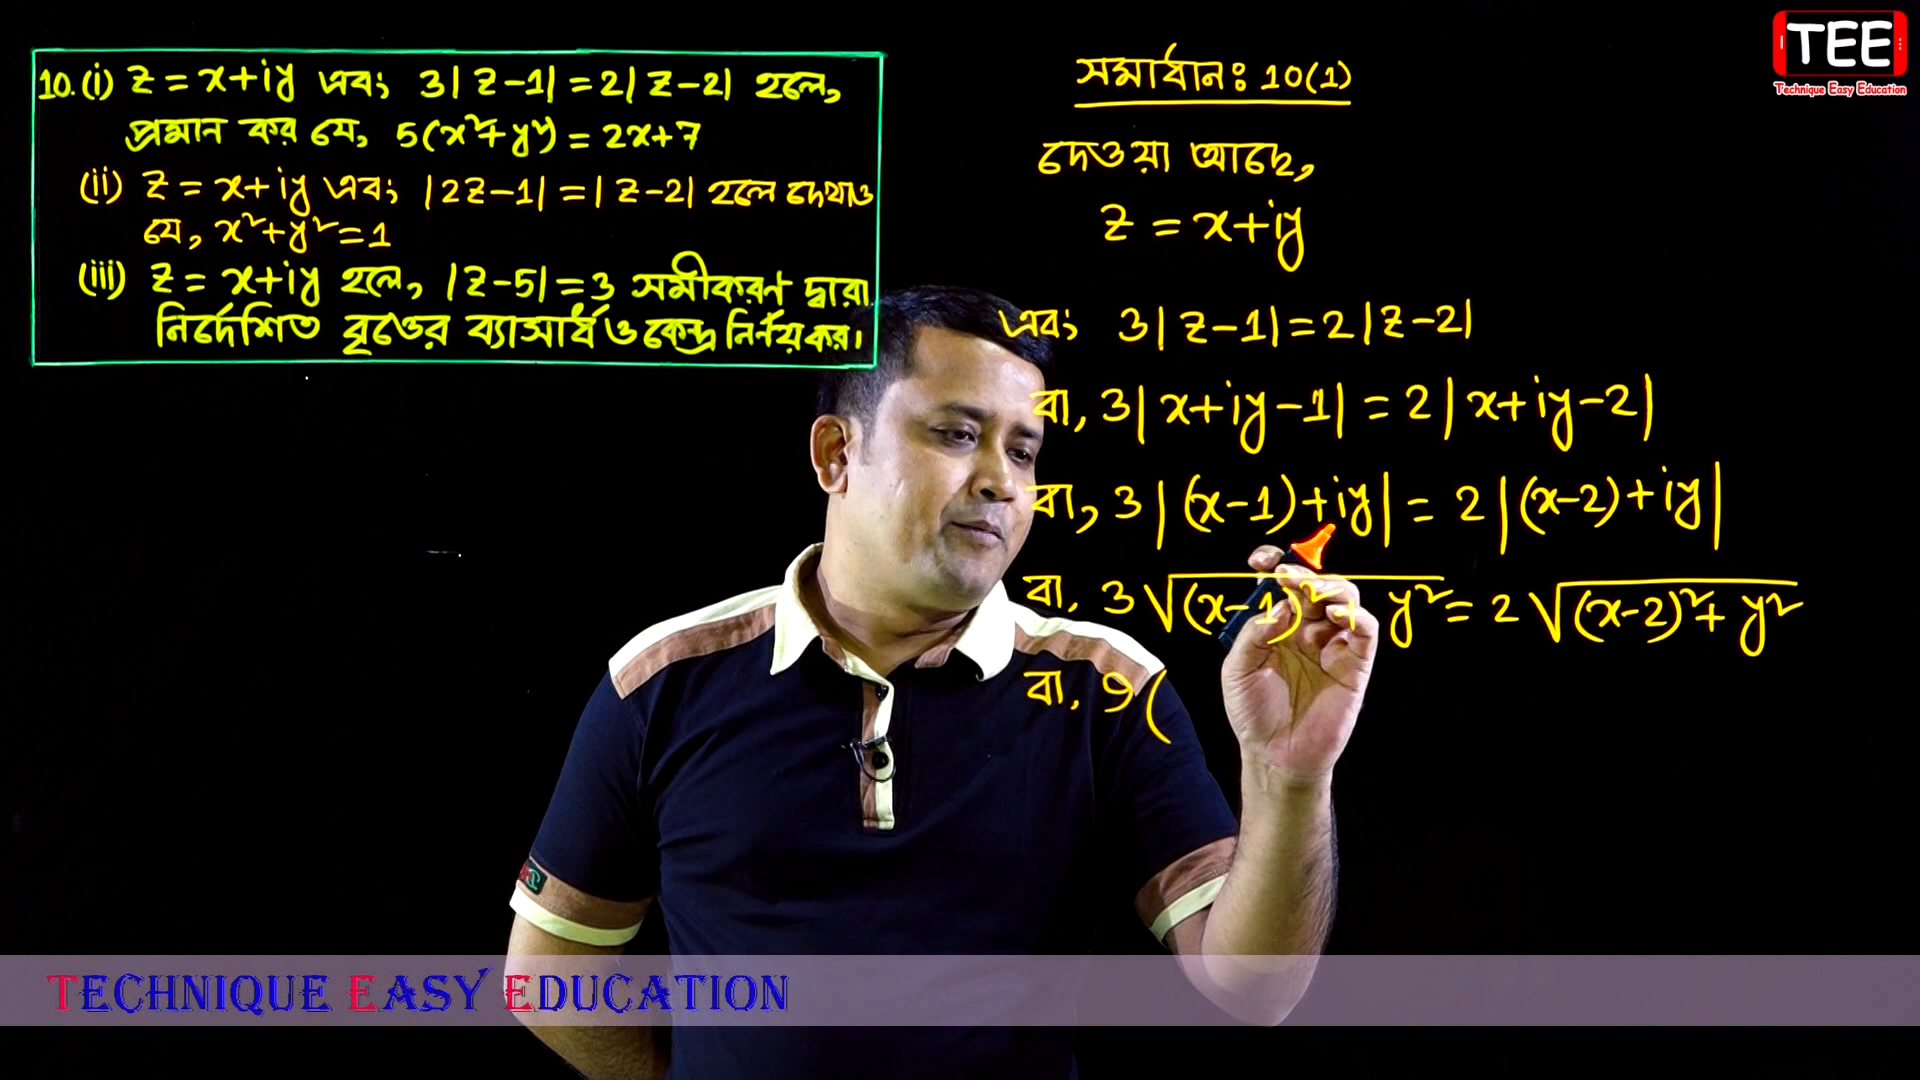 10. (i) z = x+iy এবং 3|z-1| = 2|z-2| হলে,
প্রমান কর যে, 5(x²+y²) = 2x+7
(ii) z = x+iy এবং |2z-1| = |z-2| হলে দেখাও
যে, x²+y²=1
(iii) z = x+iy হলে, |z-5| = 3 সমীকরণ দ্বারা
নির্দেশিত বৃত্তের ব্যাসার্ধ ও কেন্দ্র নির্ণয় কর।
সমাধান: 10(1)
দেওয়া আছে,
z = x+iy
এবং 3|z-1| = 2|z-2|
বা, 3|x+iy-1| = 2|x+iy-2|
বা, 3|(x-1)+iy| = 2|(x-2)+iy|
বা, 3√(x-1)²+ y² = 2√(x-2)²+ y²
বা, 9(
TEE
Technique Easy Education
TECHNIQUE EASY EDUCATION